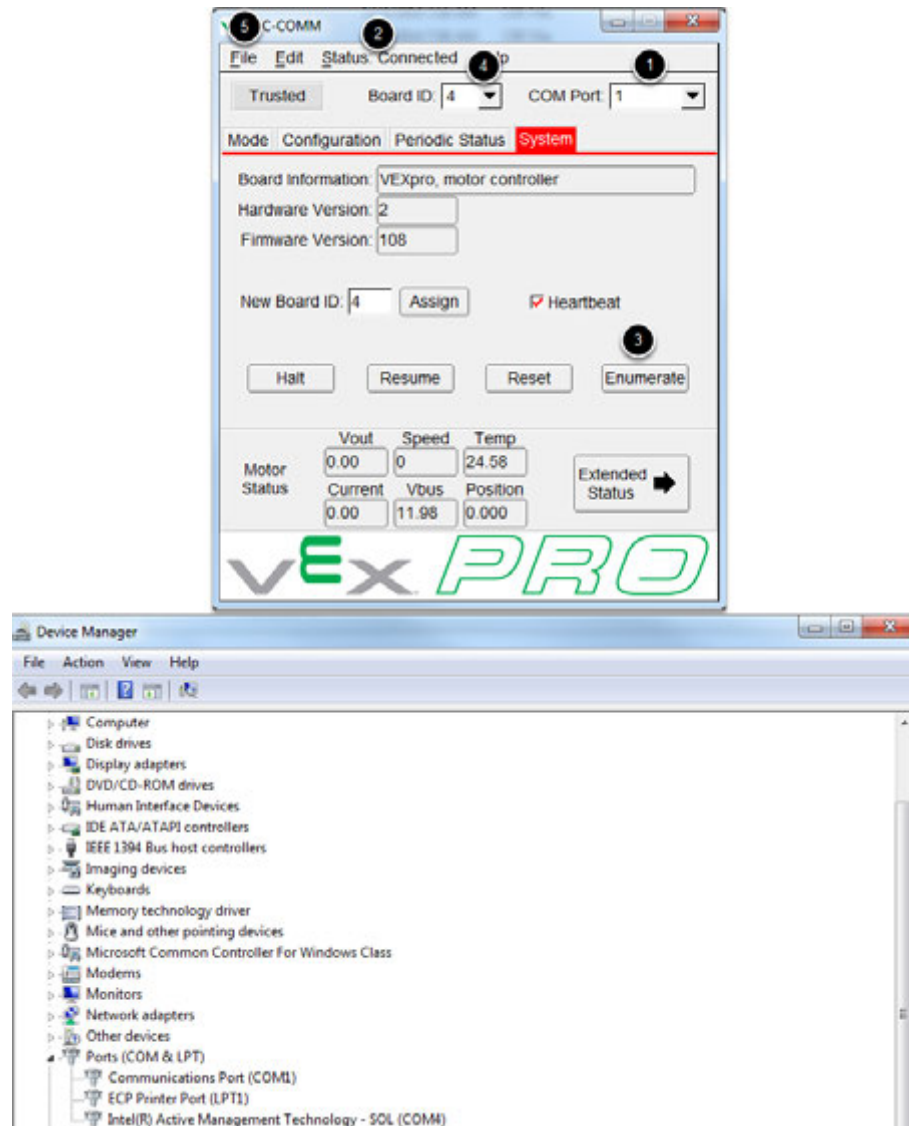 5 C-COMM
2
File Edit Status: Connected p
4 1
Trusted Board ID: 4 COM Port: 1
Mode Configuration Periodic Status System
Board Information: VEXpro, motor controller
Hardware Version: 2
Firmware Version: 108
New Board ID: 4 Assign Heartbeat
3
Halt Resume Reset Enumerate
Vout Speed Temp
0.00 0 24.58
Motor Status
Extended Status
Current Vbus Position
0.00 11.98 0.000
VEX PRO
Device Manager
File Action View Help
Computer
Disk drives
Display adapters
DVD/CD-ROM drives
Human Interface Devices
IDE ATA/ATAPI controllers
IEEE 1394 Bus host controllers
Imaging devices
Keyboards
Memory technology driver
Mice and other pointing devices
Microsoft Common Controller For Windows Class
Modems
Monitors
Network adapters
Other devices
Ports (COM & LPT)
Communications Port (COM1)
ECP Printer Port (LPT1)
Intel(R) Active Management Technology - SOL (COM4)